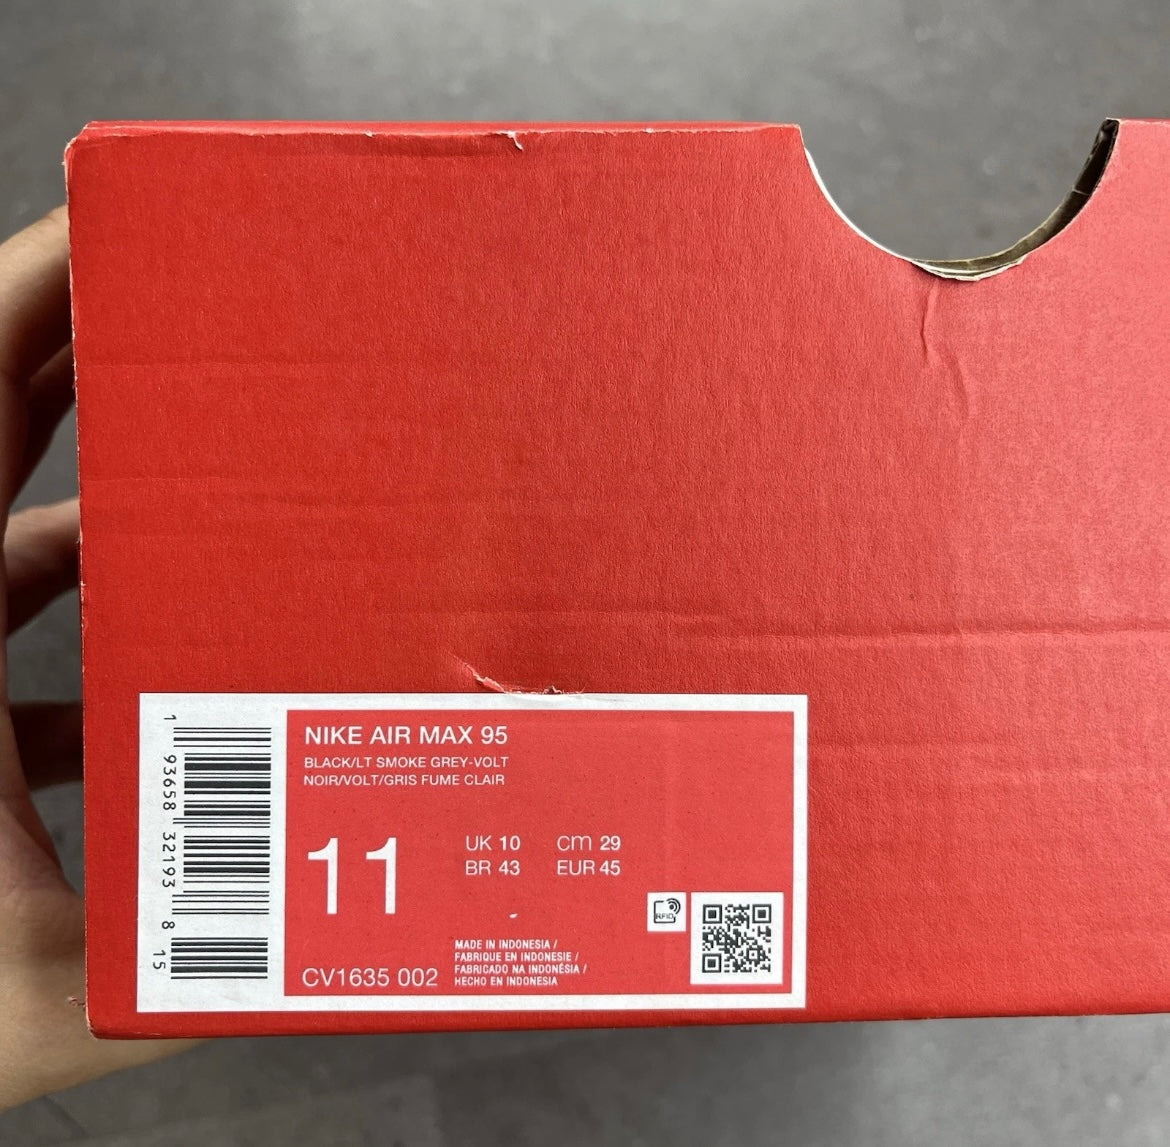 1 93658 32193 8 15
NIKE AIR MAX 95
BLACK/LT SMOKE GREY-VOLT
NOIR/VOLT/GRIS FUME CLAIR
11
UK 10 cm 29
BR 43 EUR 45
RFID
CV1635 002
MADE IN INDONESIA /
FABRIQUE EN INDONESIE /
FABRICADO NA INDONÉSIA /
HECHO EN INDONESIA